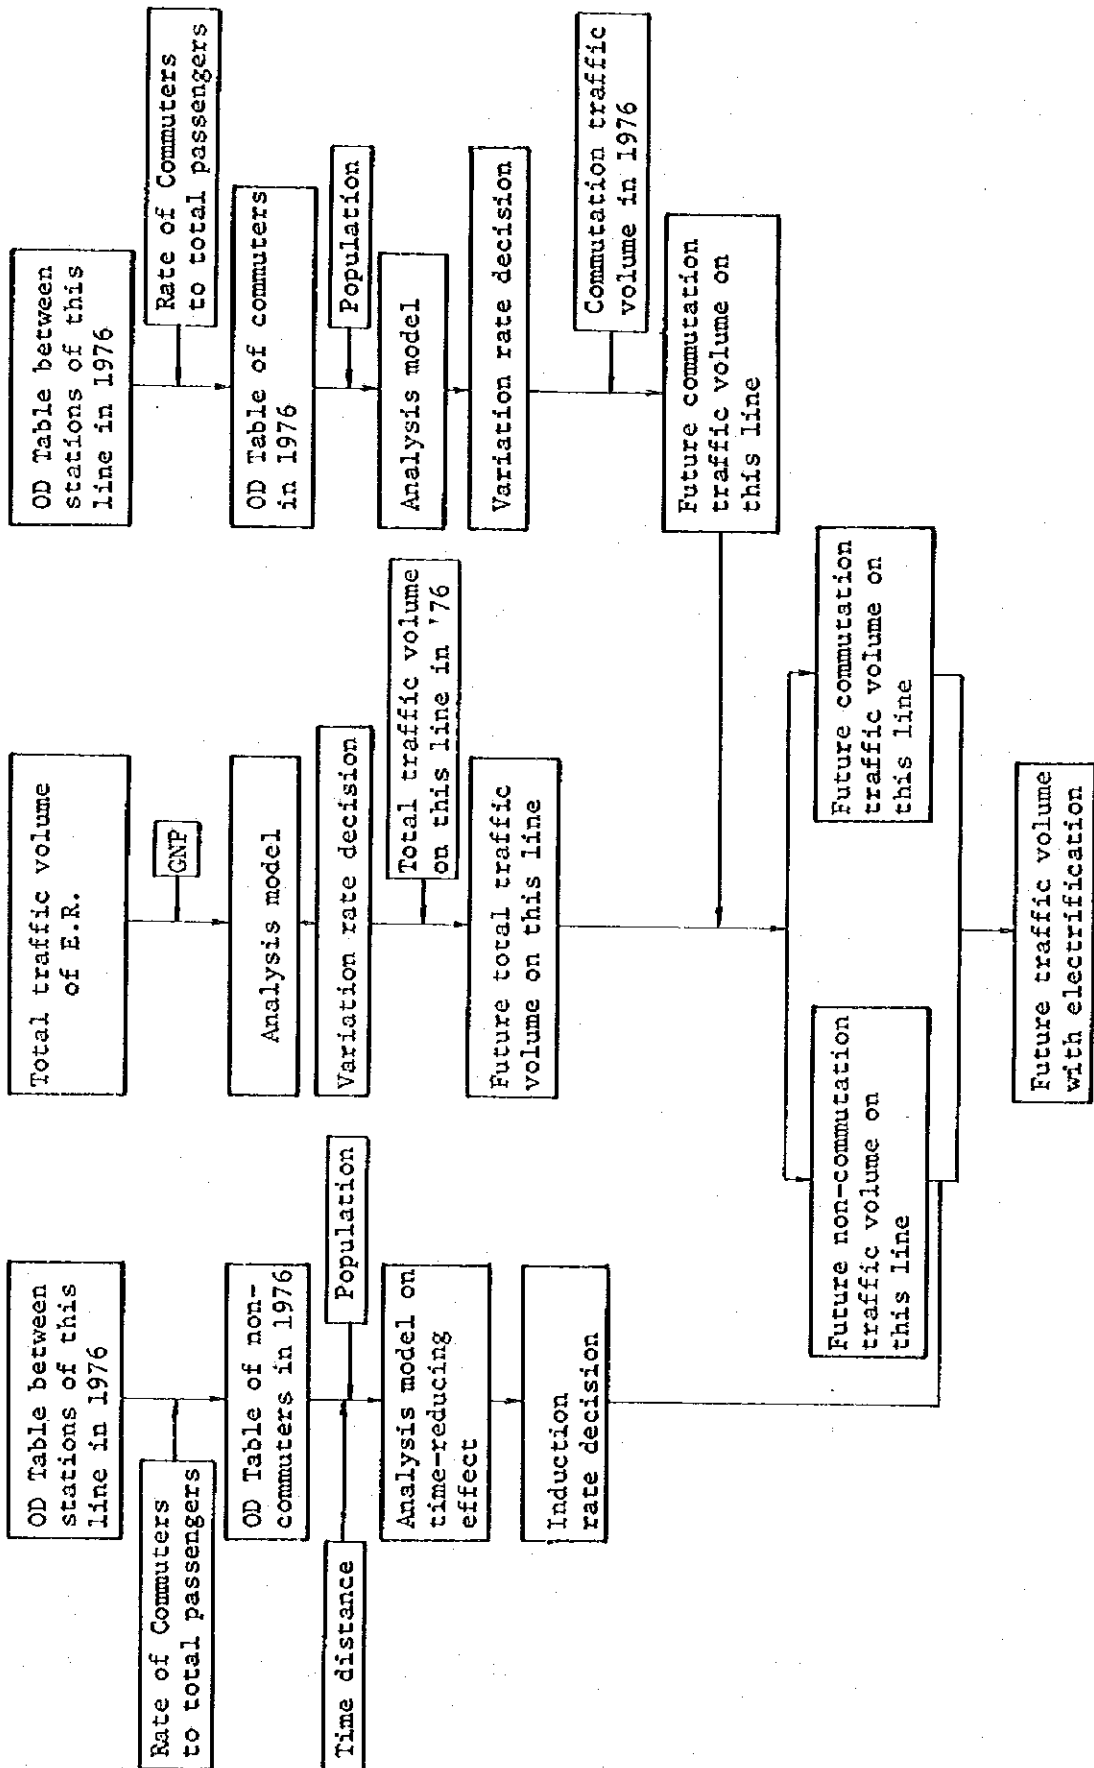 OD Table between
stations of this
line in 1976
Rate of Commuters
to total passengers
OD Table of non-
commuters in 1976
Time distance
Population
Analysis model on
time-reducing
effect
Induction
rate decision
Total traffic volume
of E.R.
GNP
Analysis model
Variation rate decision
Total traffic volume
on this line in '76
Future total traffic
volume on this line
OD Table between
stations of this
line in 1976
Rate of Commuters
to total passengers
OD Table of commuters
in 1976
Population
Analysis model
Variation rate decision
Commutation traffic
volume in 1976
Future commutation
traffic volume on
this line
Future non-commutation
traffic volume on
this line
Future commutation
traffic volume on
this line
Future traffic volume
with electrification